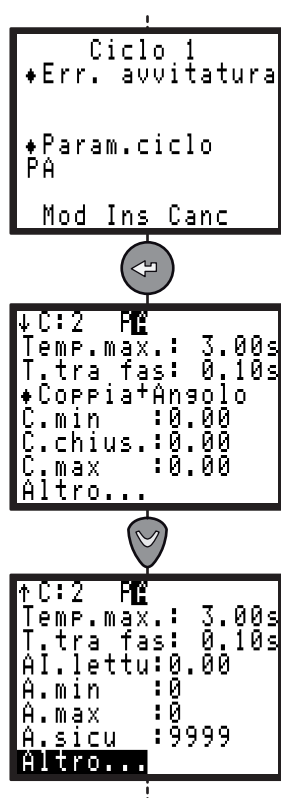 Ciclo 1
♦Err. avvitatura
♦Param.ciclo
PA
Mod Ins Canc
↓C:2 PA
Temp.max.: 3.00s
T.tra fas: 0.10s
♦Coppia+Angolo
C.min :0.00
C.chius.:0.00
C.max :0.00
Altro...
↑C:2 PA
Temp.max.: 3.00s
T.tra fas: 0.10s
AI.lettu:0.00
A.min :0
A.max :0
A.sicu :9999
Altro...